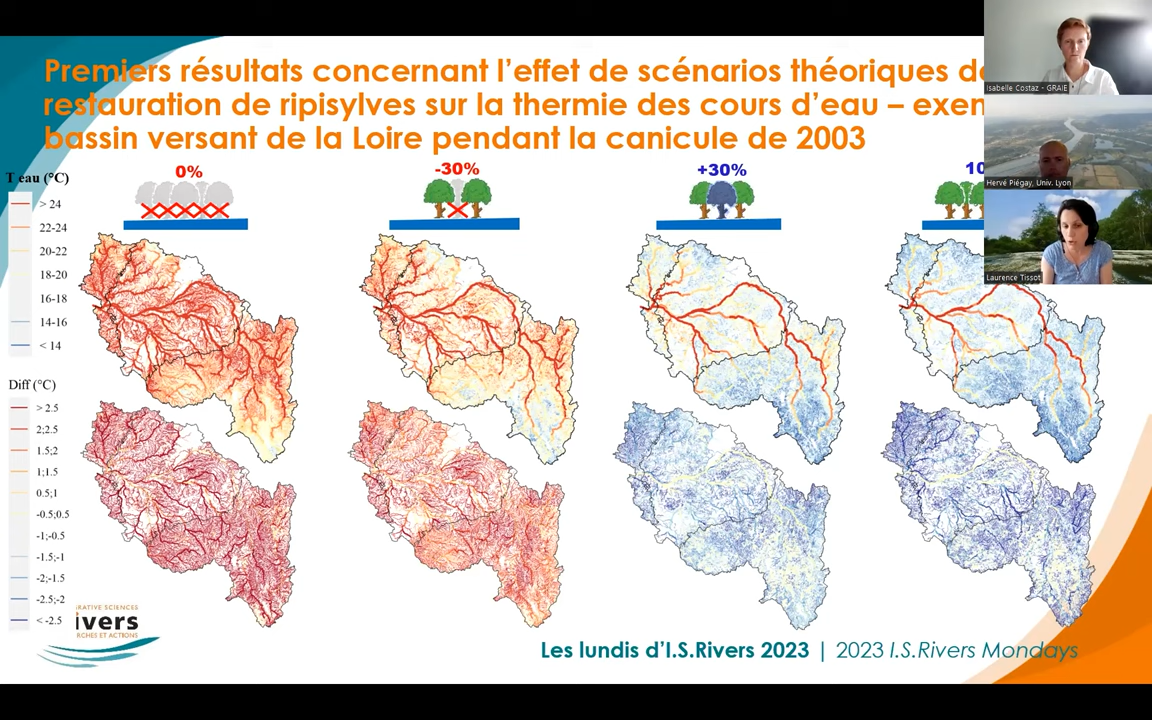 Premiers résultats concernant l'effet de scénarios théoriques de
restauration de ripisylves sur la thermie des cours d'eau – exem
bassin versant de la Loire pendant la canicule de 2003
Isabelle Costaz - GRAIE
Hervé Piégay, Univ. Lyon
Laurence Tissot
0%
-30%
+30%
10
T eau (°C)
> 24
22-24
20-22
18-20
16-18
14-16
< 14
Diff (°C)
> 2.5
2;2.5
1.5;2
1;1.5
0.5;1
-0.5;0.5
-1;-0.5
-1.5;-1
-2;-1.5
-2.5;-2
< -2.5
RATIVE SCIENCES
ivers
RCHES ET ACTIONS
Les lundis d'I.S.Rivers 2023 | 2023 I.S.Rivers Mondays